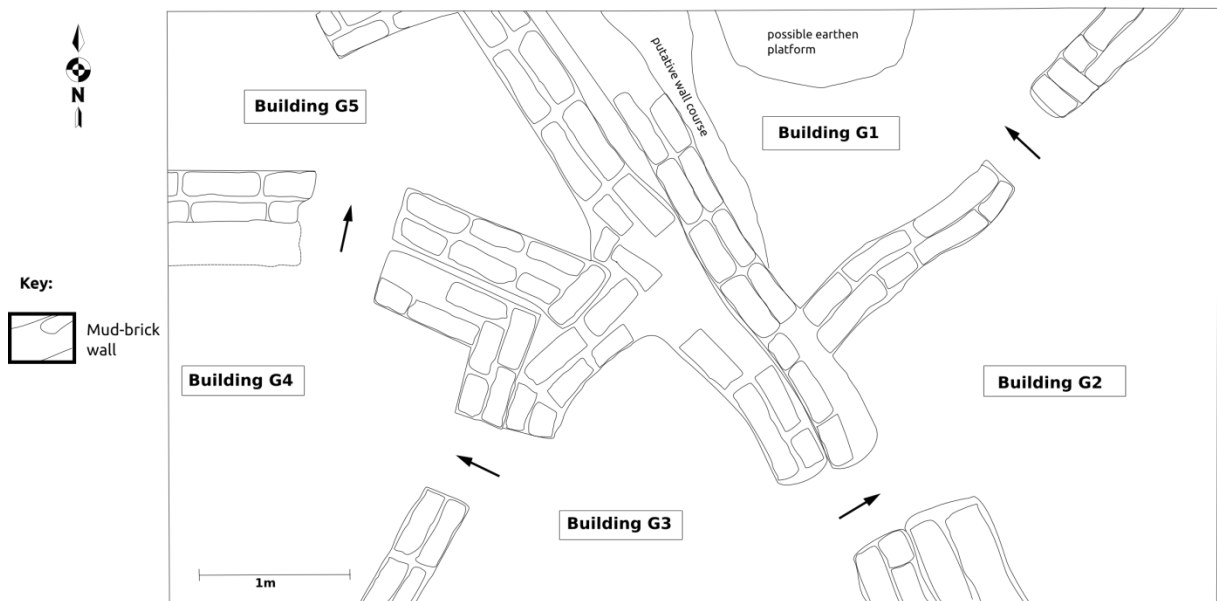 possible earthen
platform
putative wall course
N
Building G5
Building G1
Key:
Mud-brick
wall
Building G4
Building G2
Building G3
1m